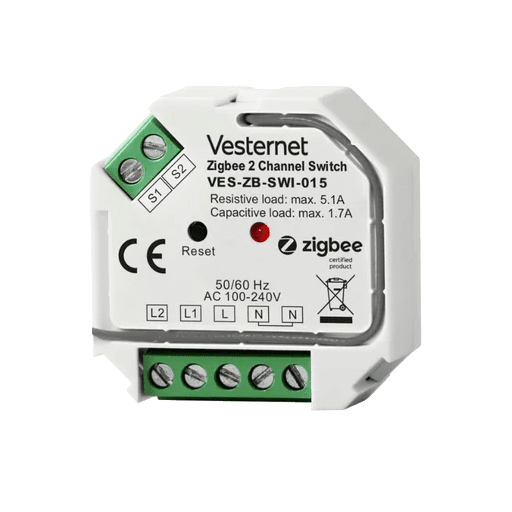 Vesternet
Zigbee 2 Channel Switch
VES-ZB-SWI-015
Resistive load: max. 5.1A
Capacitive load: max. 1.7A
S1 S2
Reset
zigbee
certified
product
CE
50/60 Hz
AC 100-240V
L2 L1 L N N